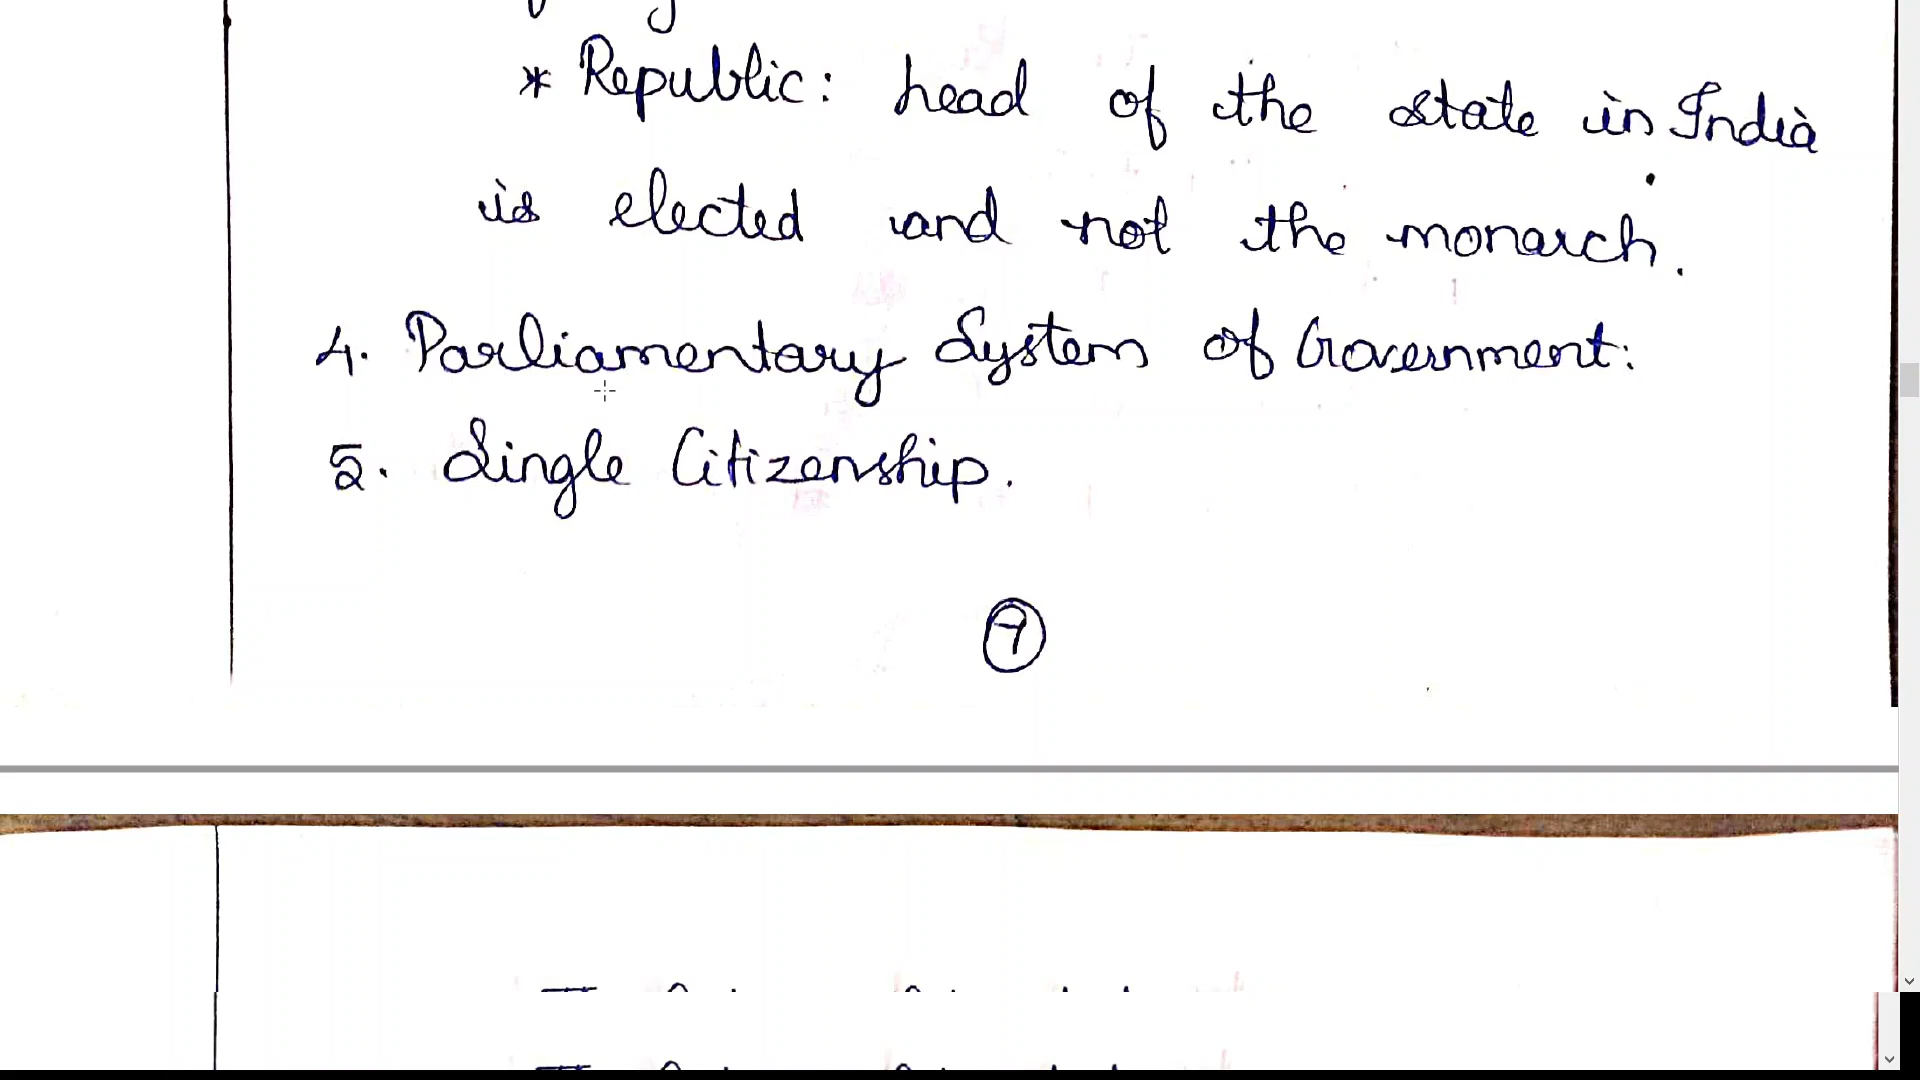 * Republic: head of the state in India
is elected and not the monarch.
4. Parliamentary System of Government:
5. Single Citizenship.
7